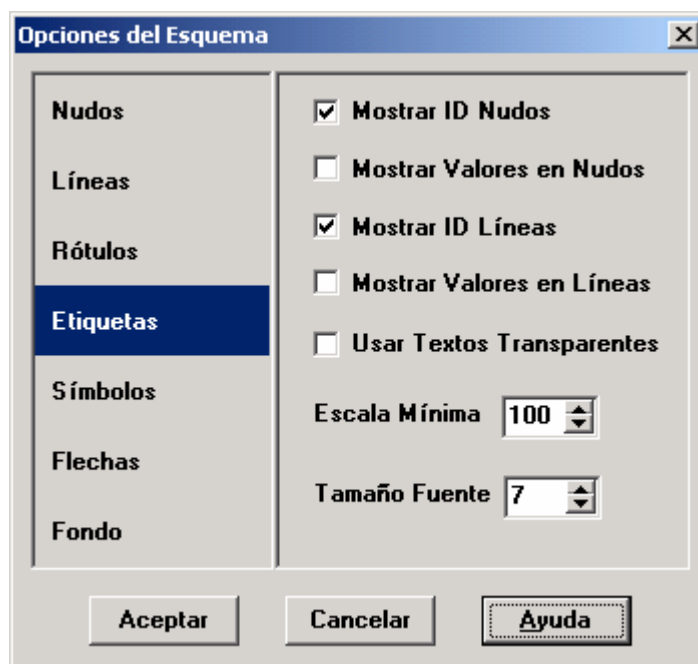 Opciones del Esquema
Nudos
Líneas
Rótulos
Etiquetas
Símbolos
Flechas
Fondo
Mostrar ID Nudos
Mostrar Valores en Nudos
Mostrar ID Líneas
Mostrar Valores en Líneas
Usar Textos Transparentes
Escala Mínima 100
Tamaño Fuente 7
Aceptar Cancelar Ayuda